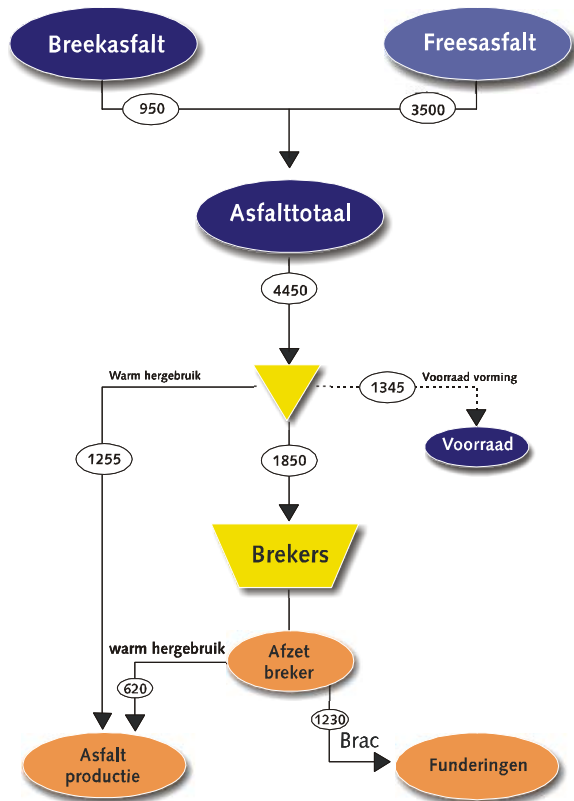 Breekasfalt
Freesasfalt
950
3500
Asfalttotaal
4450
Warm hergebruik
1345
Voorraad vorming
Voorraad
1255
1850
Brekers
warm hergebruik
Afzet
breker
620
1230
Brac
Asfalt
productie
Funderingen